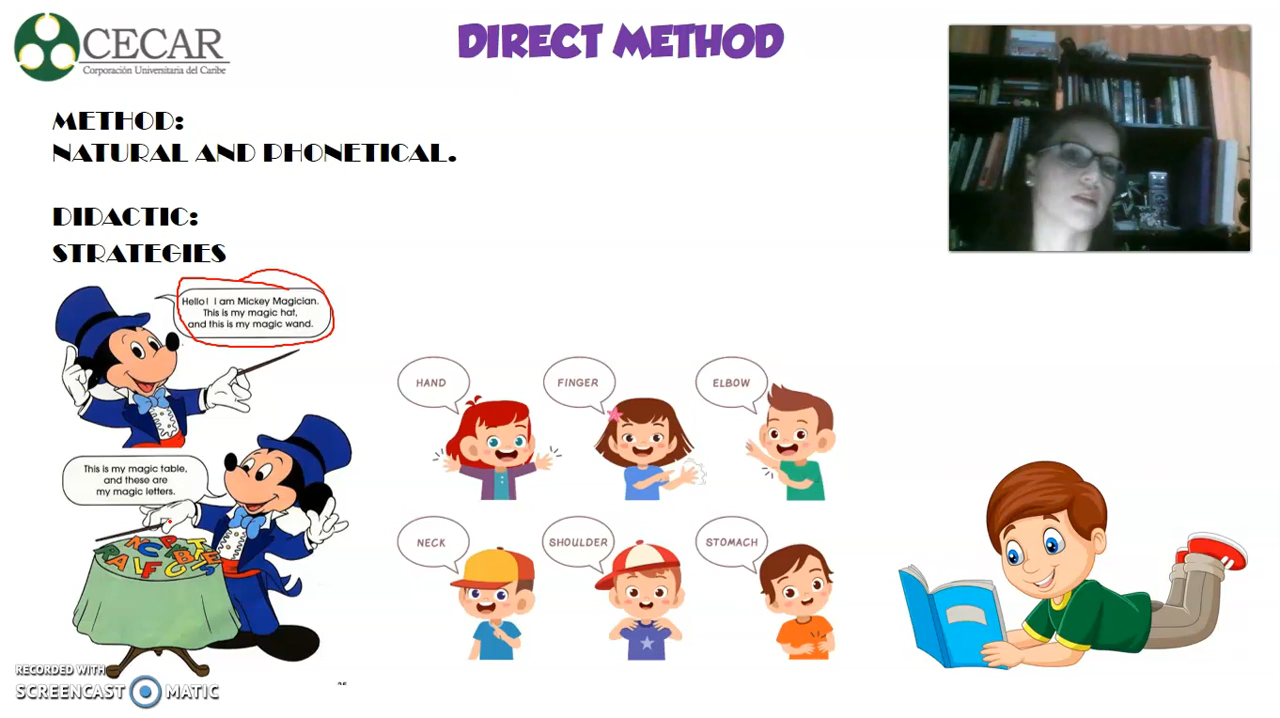 CECAR
Corporación Universitaria del Caribe
DIRECT METHOD
METHOD:
NATURAL AND PHONETICAL.
DIDACTIC:
STRATEGIES
Hello! I am Mickey Magician.
This is my magic hat,
and this is my magic wand.
This is my magic table,
and these are
my magic letters.
HAND
FINGER
ELBOW
NECK
SHOULDER
STOMACH
RECORDED WITH
SCREENCAST MATIC